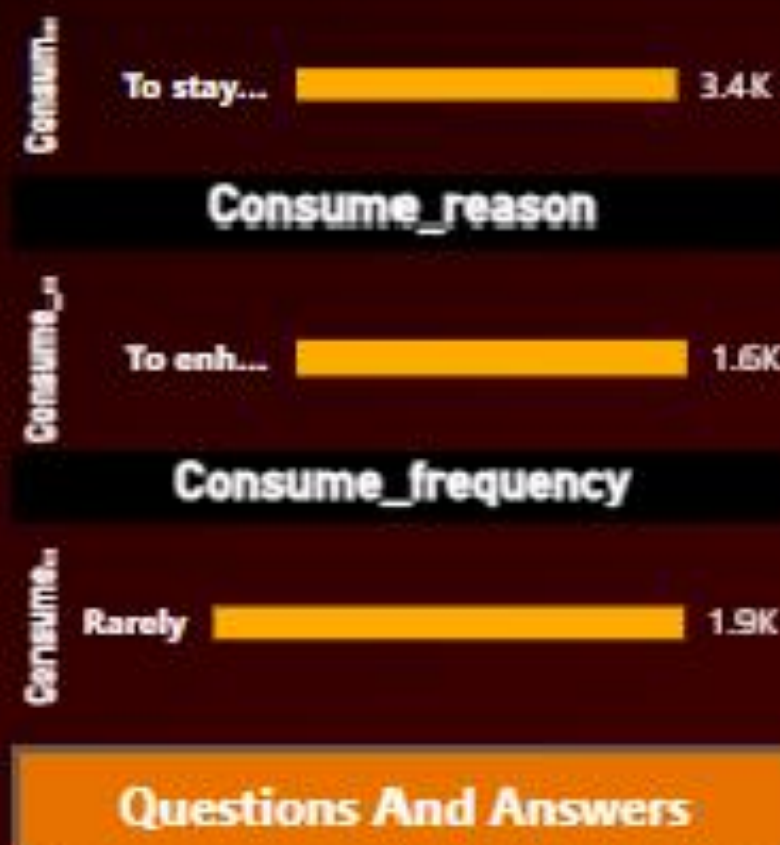 Consum..
To stay... 3.4K
Consume_reason
Consume_..
To enh... 1.6K
Consume_frequency
Consume..
Rarely 1.9K
Questions And Answers